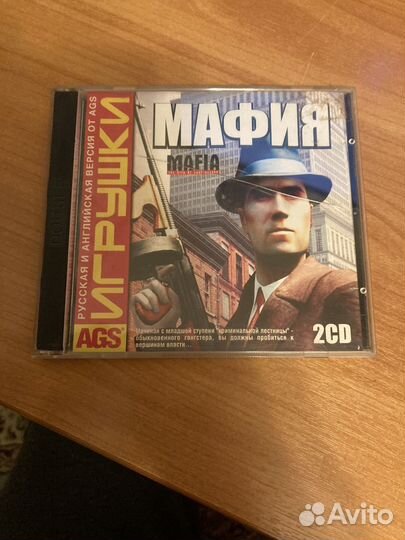 РУССКАЯ И АНГЛИЙСКАЯ ВЕРСИЯ ОТ AGS
ИГРУШКИ
AGS
МАФИЯ
MAFIA
Начиная с младшей ступени "криминальной лестницы" -
обыкновенного гангстера, вы должны пробиться к
вершинам власти...
2CD
Avito